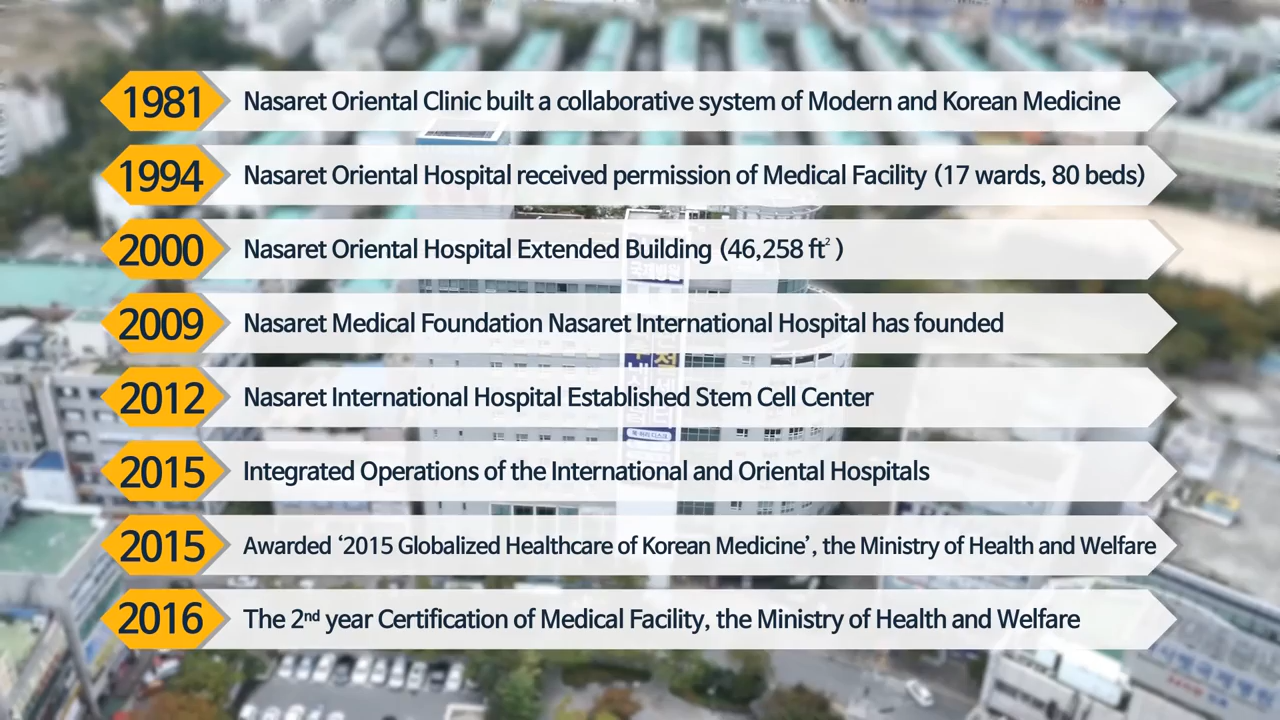 1981 Nasaret Oriental Clinic built a collaborative system of Modern and Korean Medicine
1994 Nasaret Oriental Hospital received permission of Medical Facility (17 wards, 80 beds)
2000 Nasaret Oriental Hospital Extended Building (46,258 ft² )
2009 Nasaret Medical Foundation Nasaret International Hospital has founded
2012 Nasaret International Hospital Established Stem Cell Center
2015 Integrated Operations of the International and Oriental Hospitals
2015 Awarded ‘2015 Globalized Healthcare of Korean Medicine’, the Ministry of Health and Welfare
2016 The 2nd year Certification of Medical Facility, the Ministry of Health and Welfare